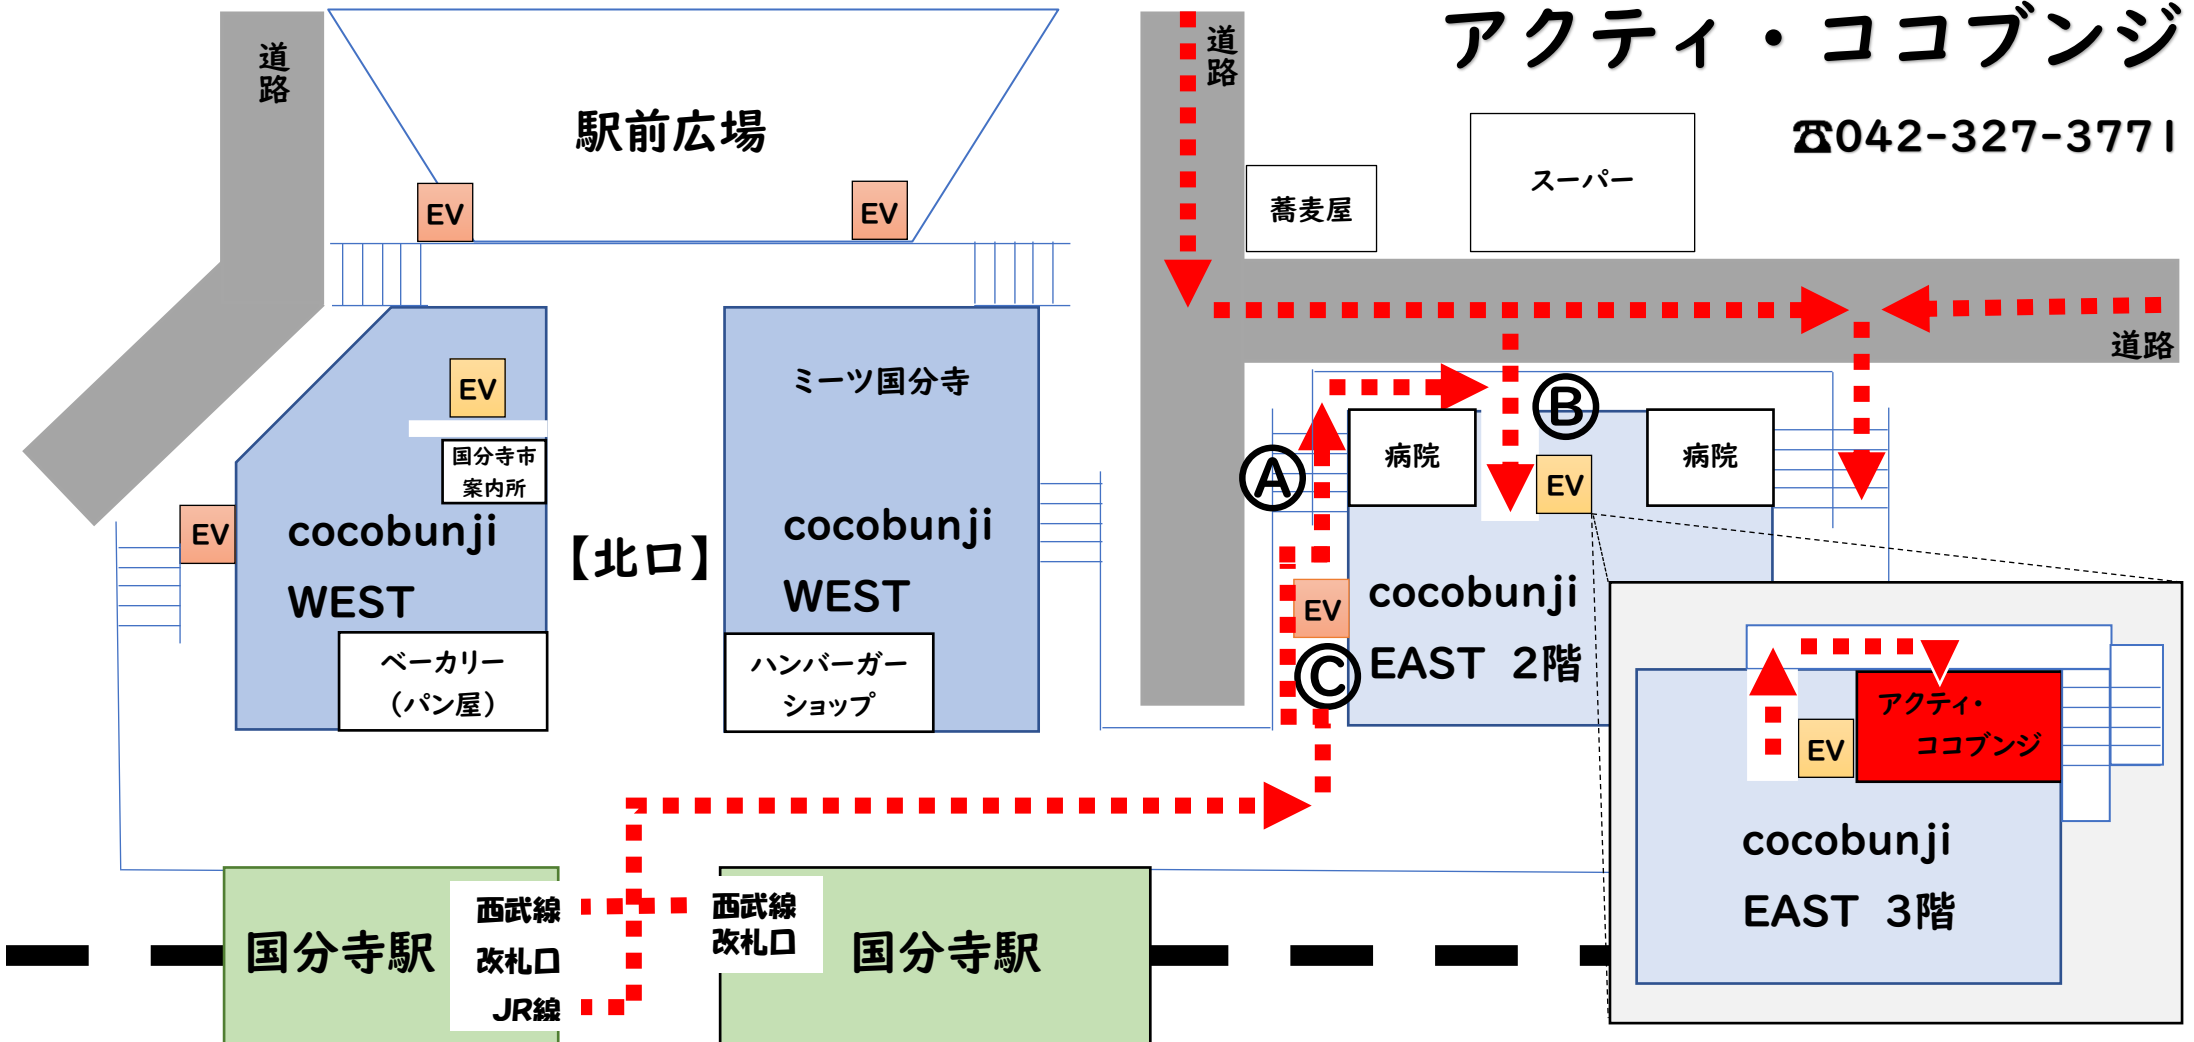 アクティ・ココブンジ
☎042-327-3771
道路
駅前広場
EV
EV
道路
蕎麦屋
スーパー
道路
EV
国分寺市
案内所
EV
cocobunji
WEST
ベーカリー
（パン屋）
【北口】
ミーツ国分寺
cocobunji
WEST
ハンバーガー
ショップ
Ⓐ
Ⓑ
Ⓒ
病院
EV
病院
EV
cocobunji
EAST 2階
アクティ・
ココブンジ
EV
cocobunji
EAST 3階
国分寺駅
西武線
改札口
JR線
西武線
改札口
国分寺駅